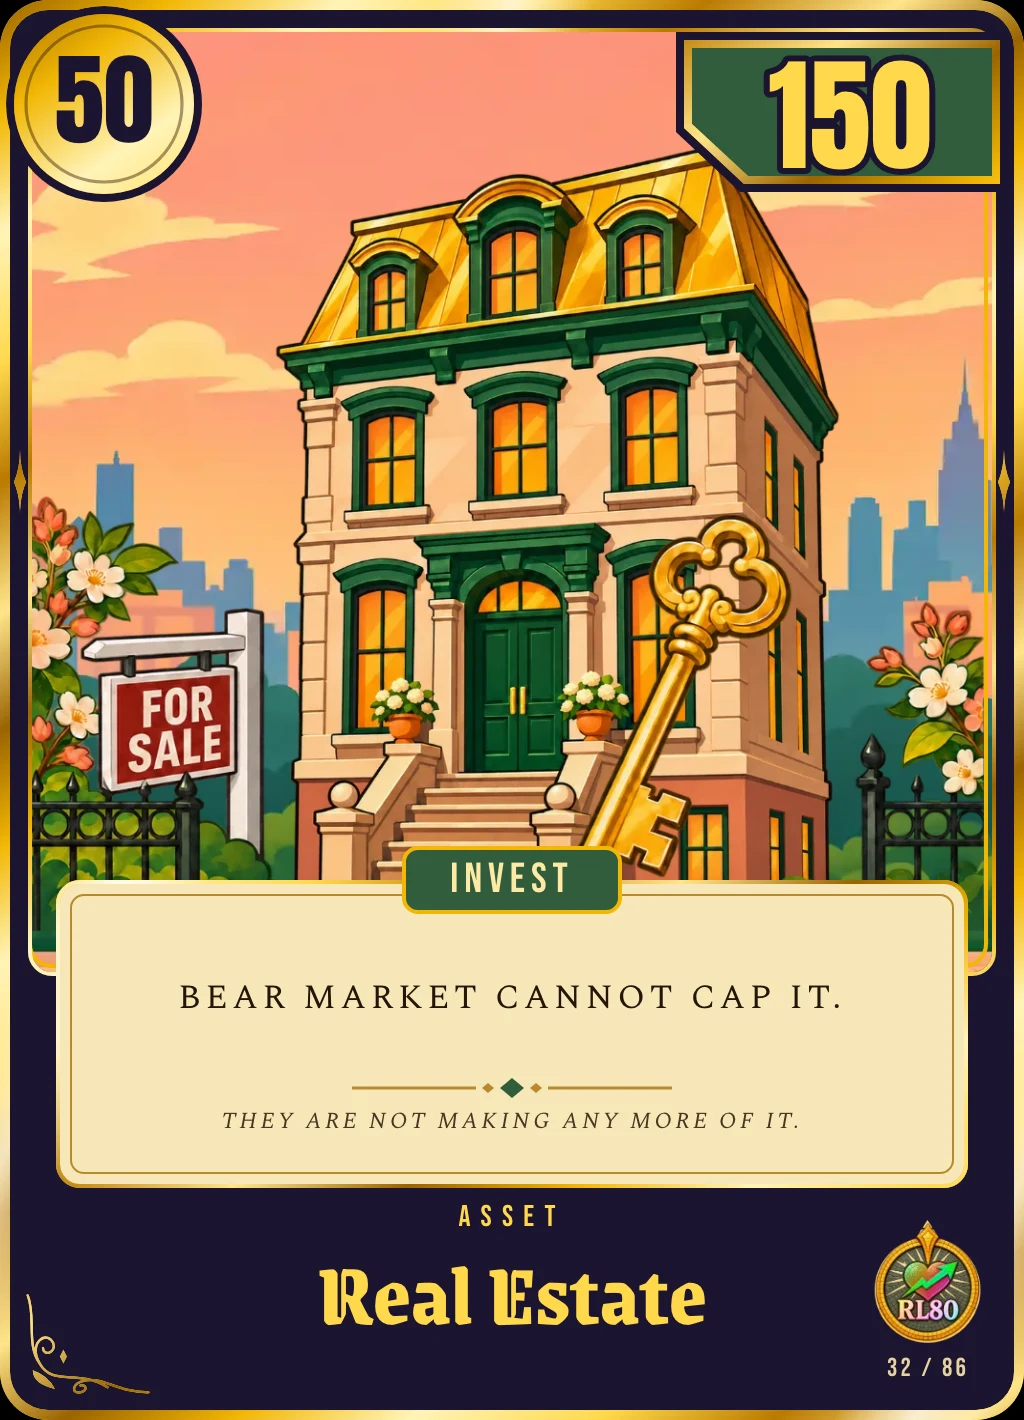 50
150
FOR
SALE
INVEST
BEAR MARKET CANNOT CAP IT.
THEY ARE NOT MAKING ANY MORE OF IT.
ASSET
Real Estate
RL80
32 / 86